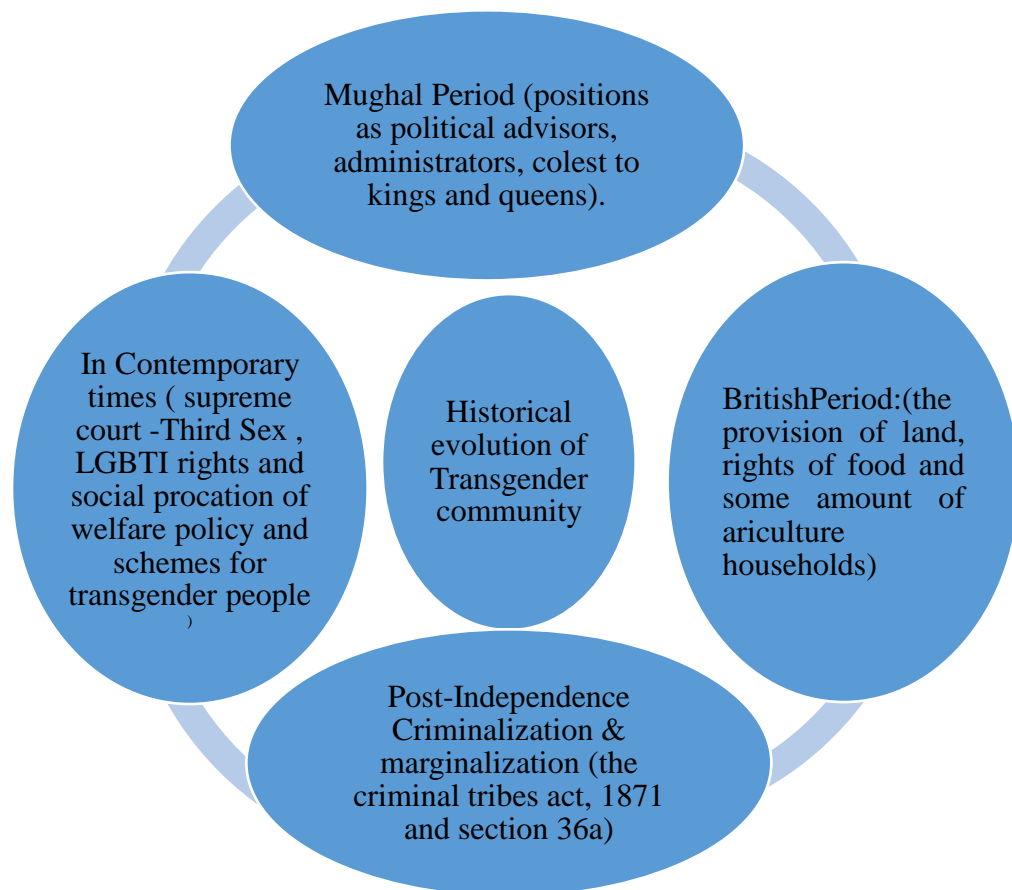 Mughal Period (positions
as political advisors,
administrators, colest to
kings and queens).
In Contemporary
times ( supreme
court -Third Sex ,
LGBTI rights and
social procation of
welfare policy and
schemes for
transgender people
)
Historical
evolution of
Transgender
community
BritishPeriod:(the
provision of land,
rights of food and
some amount of
ariculture
households)
Post-Independence
Criminalization &
marginalization (the
criminal tribes act, 1871
and section 36a)